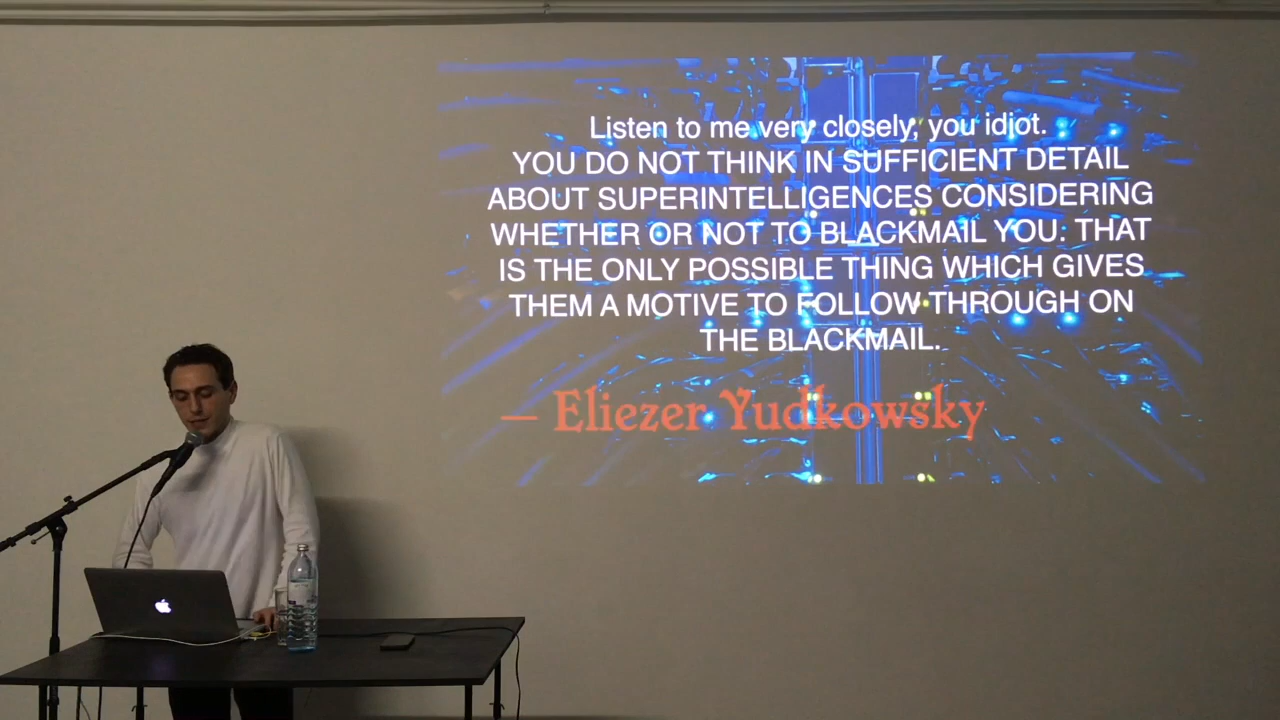 Listen to me very closely, you idiot.
YOU DO NOT THINK IN SUFFICIENT DETAIL
ABOUT SUPERINTELLIGENCES CONSIDERING
WHETHER OR NOT TO BLACKMAIL YOU. THAT
IS THE ONLY POSSIBLE THING WHICH GIVES
THEM A MOTIVE TO FOLLOW THROUGH ON
THE BLACKMAIL.
— Eliezer Yudkowsky